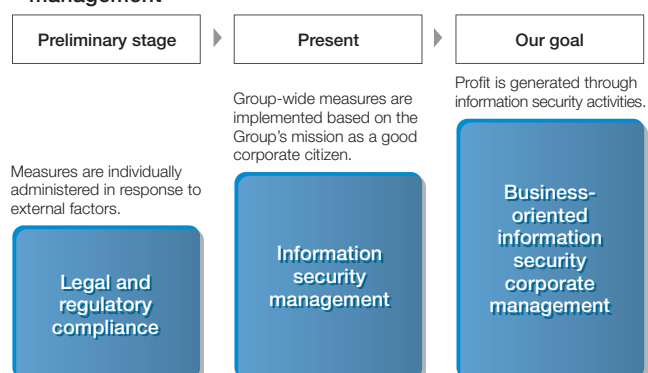 management
Preliminary stage
Present
Our goal
Measures are individually
administered in response to
external factors.
Legal and
regulatory
compliance
Group-wide measures are
implemented based on the
Group's mission as a good
corporate citizen.
Information
security
management
Profit is generated through
information security activities.
Business-
oriented
information
security
corporate
management